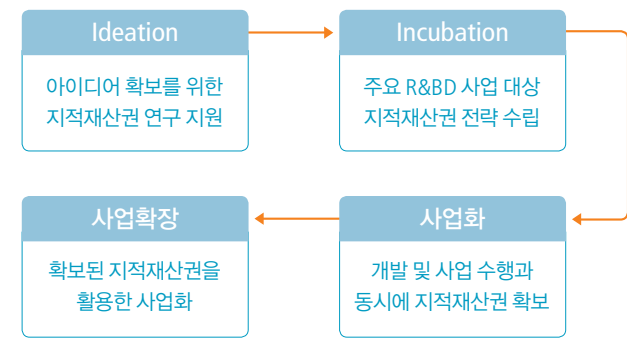 Ideation
아이디어 확보를 위한
지적재산권 연구 지원
Incubation
주요 R&BD 사업 대상
지적재산권 전략 수립
사업화
개발 및 사업 수행과
동시에 지적재산권 확보
사업확장
확보된 지적재산권을
활용한 사업화